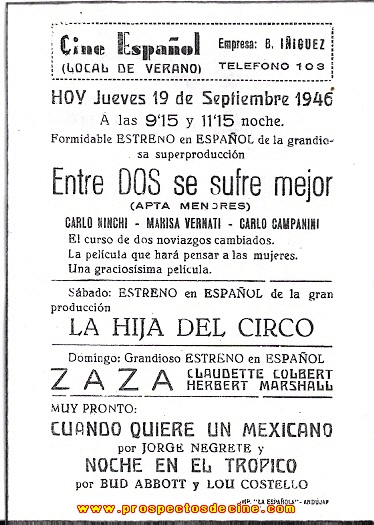 Cine Español
(LOCAL DE VERANO)
Empresa: B. IÑIGUEZ
TELEFONO 103
HOY Jueves 19 de Septiembre 1946
A las 9'15 y 11'15 noche.
Formidable ESTRENO en ESPAÑOL de la grandio-
sa superproducción
Entre DOS se sufre mejor
(APTA MENORES)
CARLO NINCHI - MARISA VERNATI - CARLO CAMPANINI
El curso de dos noviazgos cambiados.
La película que hará pensar a las mujeres.
Una graciosísima película.
Sábado: ESTRENO en ESPAÑOL de la gran
producción
LA HIJA DEL CIRCO
Domingo: Grandioso ESTRENO en ESPAÑOL
ZAZA
CLAUDETTE COLBERT
HERBERT MARSHALL
MUY PRONTO:
CUANDO QUIERE UN MEXICANO
por JORGE NEGRETE y
NOCHE EN EL TROPICO
por BUD ABBOTT y LOU COSTELLO
IMP. "LA ESPAÑOLA" - ANDUJAR
www.prospectosdecine.com